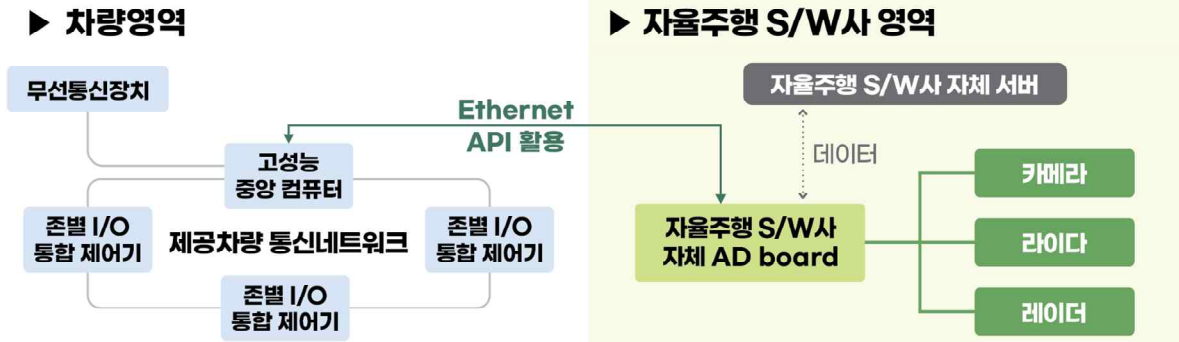 ▶ 차량영역
무선통신장치
고성능
중앙 컴퓨터
존별 I/O
통합 제어기
제공차량 통신네트워크
존별 I/O
통합 제어기
존별 I/O
통합 제어기
Ethernet
API 활용
▶ 자율주행 S/W사 영역
자율주행 S/W사 자체 서버
데이터
자율주행 S/W사
자체 AD board
카메라
라이다
레이더